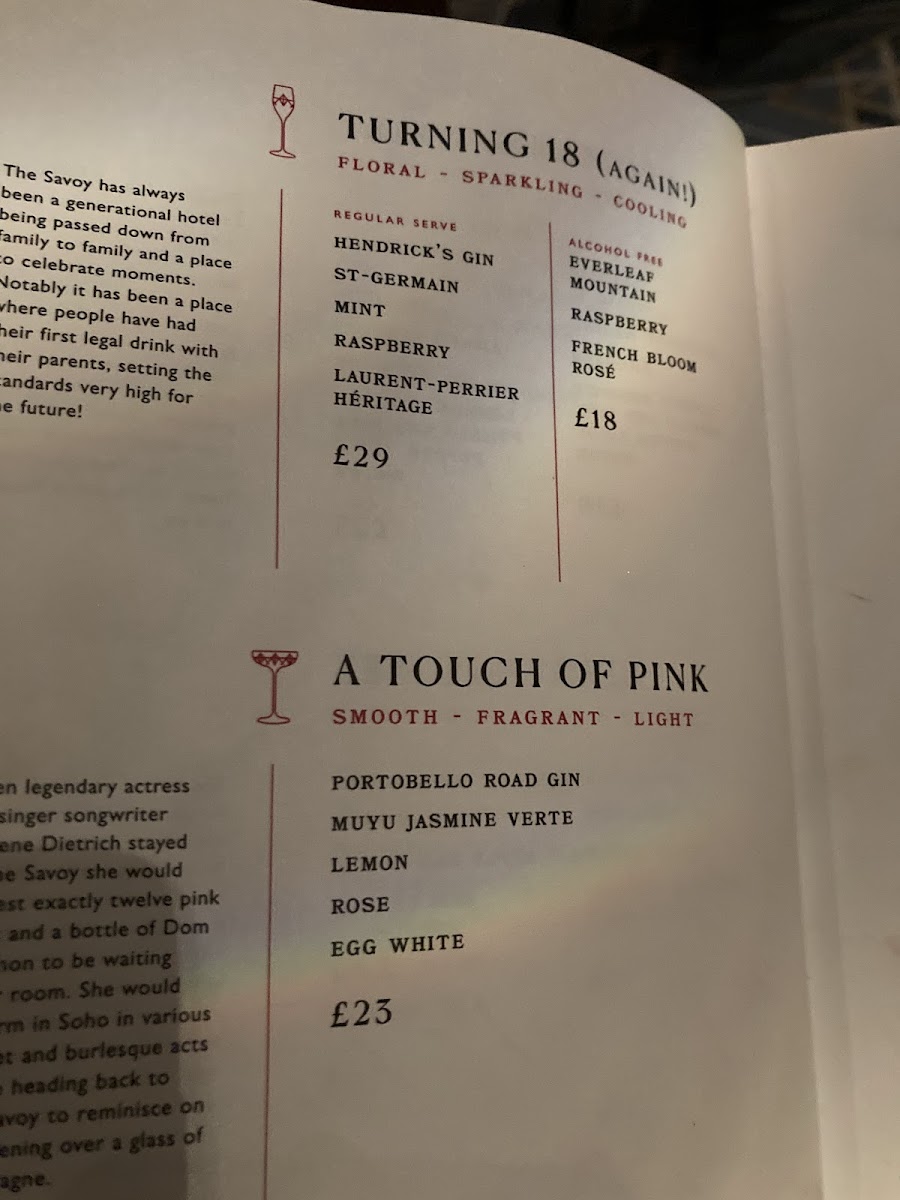 The Savoy has always
been a generational hotel
being passed down from
family to family and a place
to celebrate moments.
Notably it has been a place
where people have had
their first legal drink with
their parents, setting the
standards very high for
the future!
TURNING 18 (AGAIN!)
FLORAL - SPARKLING - COOLING
REGULAR SERVE
HENDRICK'S GIN
ST-GERMAIN
MINT
RASPBERRY
LAURENT-PERRIER
HÉRITAGE
£29
ALCOHOL FREE
EVERLEAF
MOUNTAIN
RASPBERRY
FRENCH BLOOM
ROSÉ
£18
legendary actress
singer songwriter
Dietrich stayed
Savoy she would
exactly twelve pink
and a bottle of Dom
to be waiting
room. She would
in Soho in various
and burlesque acts
heading back to
to reminisce on
over a glass of
A TOUCH OF PINK
SMOOTH - FRAGRANT - LIGHT
PORTOBELLO ROAD GIN
MUYU JASMINE VERTE
LEMON
ROSE
EGG WHITE
£23